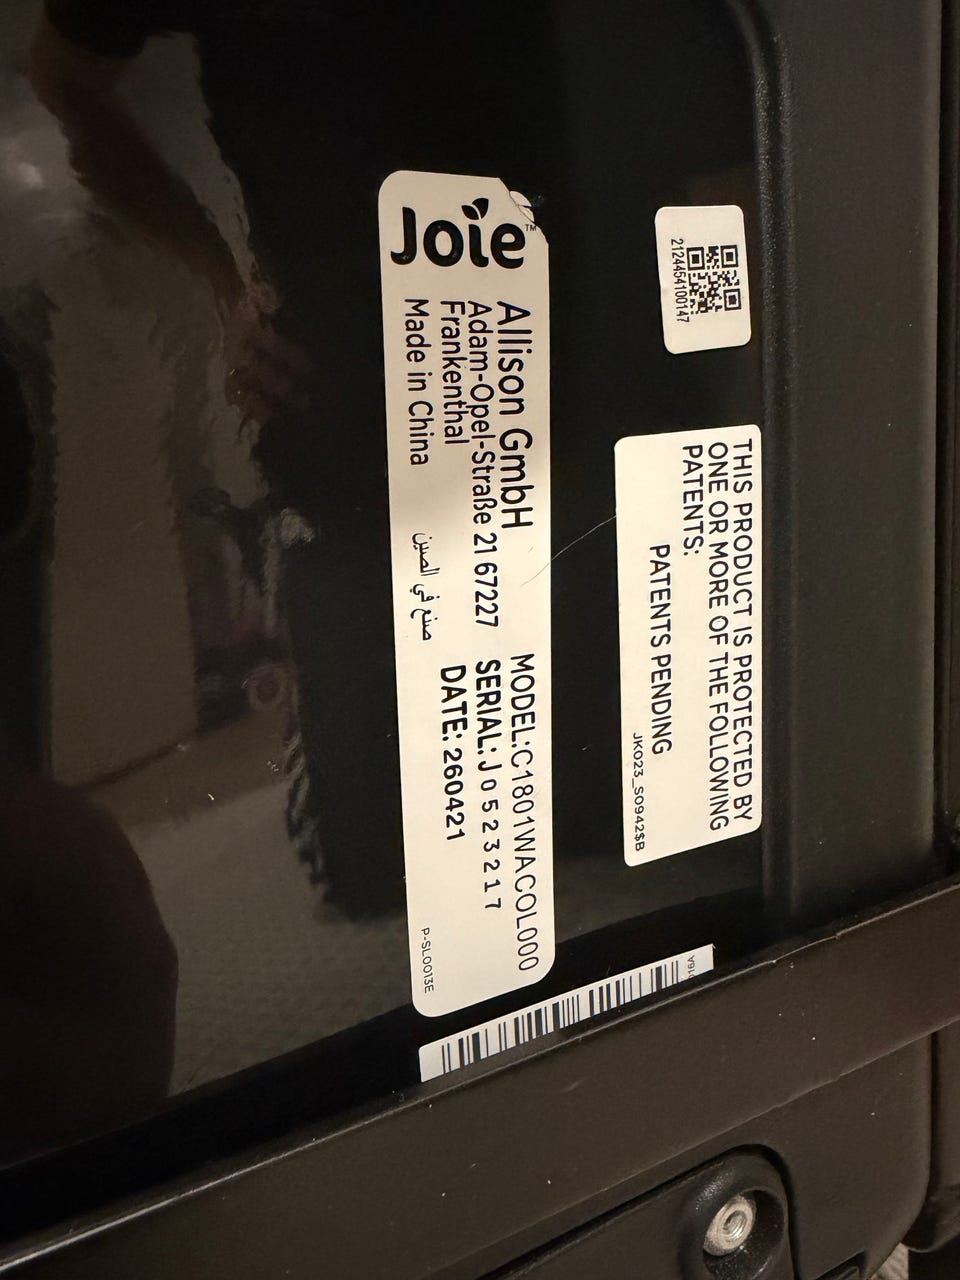 Joie™
Allison GmbH
Adam-Opel-Straße 21 67227
Frankenthal
Made in China
صنع في الصين
MODEL:C1801WACOL000
SERIAL:J0523217
DATE: 260421
P-SL0013E
2124454100147
THIS PRODUCT IS PROTECTED BY
ONE OR MORE OF THE FOLLOWING
PATENTS:
PATENTS PENDING
JK023_S0942$B